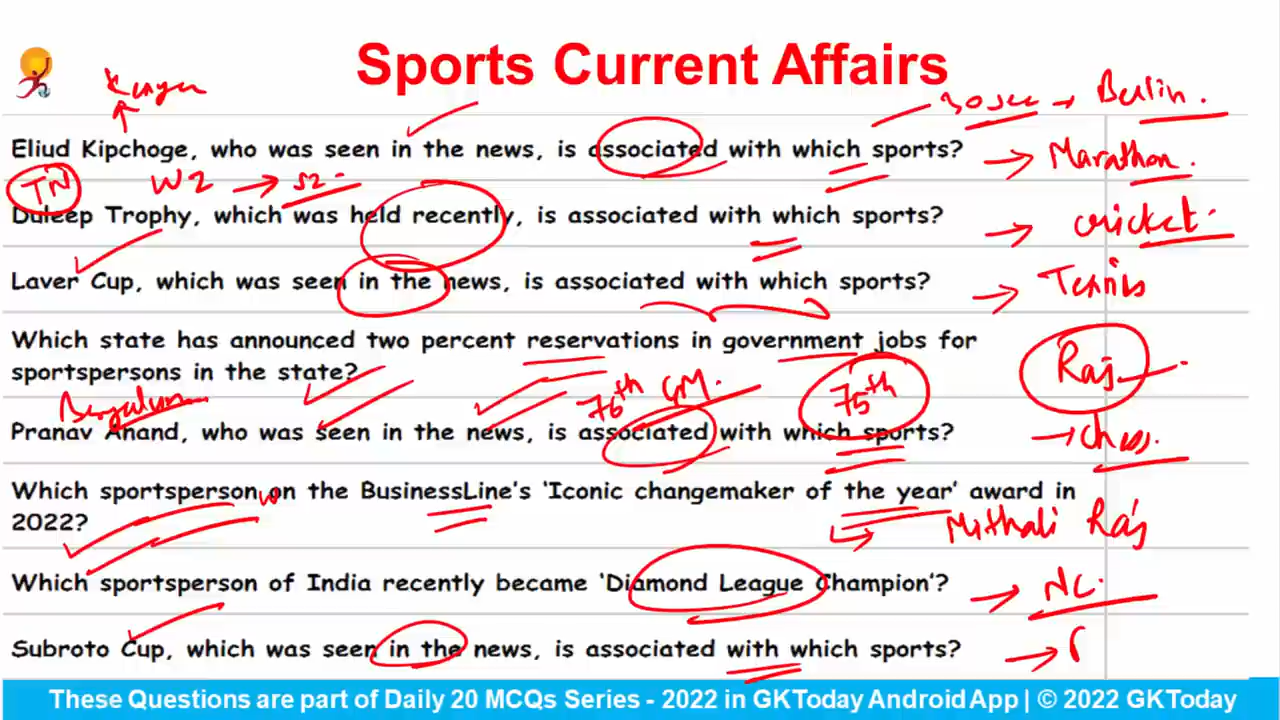 Sports Current Affairs
Kenya
30 sec → Berlin.
Eliud Kipchoge, who was seen in the news, is associated with which sports? → Marathon.
TN WZ → SZ.
Duleep Trophy, which was held recently, is associated with which sports? → cricket.
Laver Cup, which was seen in the news, is associated with which sports? → Tennis
Which state has announced two percent reservations in government jobs for
sportspersons in the state? Raj
Bengaluru 76th GM. 75th
Pranav Anand, who was seen in the news, is associated with which sports? → Chess.
Which sportsperson on the BusinessLine's 'Iconic changemaker of the year' award in
2022? Mithali Raj
Which sportsperson of India recently became 'Diamond League Champion'? → NC.
Subroto Cup, which was seen in the news, is associated with which sports? →
These Questions are part of Daily 20 MCQs Series - 2022 in GKToday Android App | © 2022 GKToday